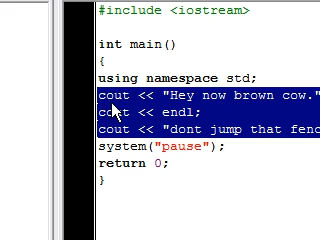 #include <iostream>
int main()
{
using namespace std;
cout << "Hey now brown cow."
cout << endl;
cout << "dont jump that fenc
system("pause");
return 0;
}